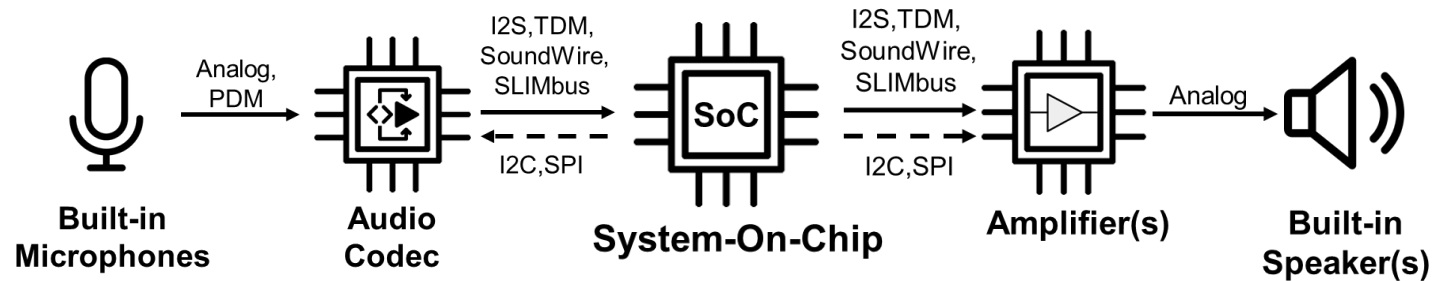 Analog,
PDM
I2S,TDM,
SoundWire,
SLIMbus
I2C,SPI
SoC
I2S,TDM,
SoundWire,
SLIMbus
I2C,SPI
Analog
Built-in
Microphones
Audio
Codec
System-On-Chip
Amplifier(s)
Built-in
Speaker(s)